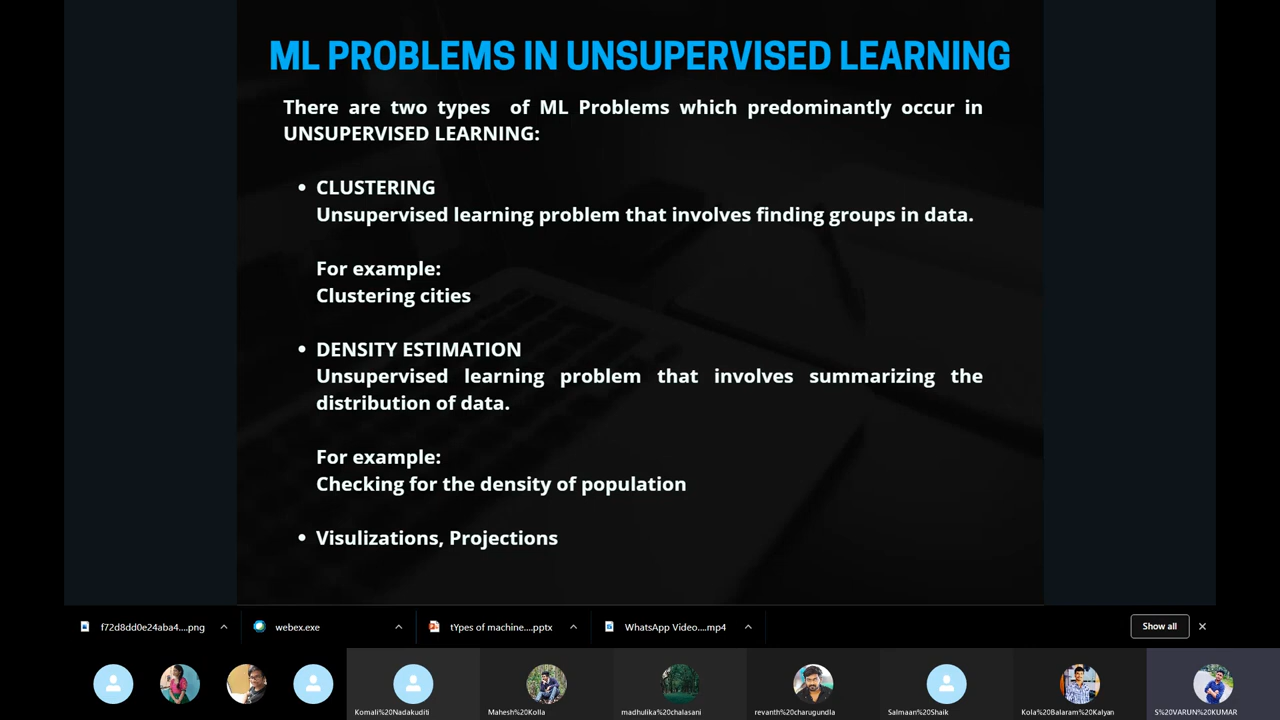 ML PROBLEMS IN UNSUPERVISED LEARNING
There are two types of ML Problems which predominantly occur in
UNSUPERVISED LEARNING:
• CLUSTERING
Unsupervised learning problem that involves finding groups in data.
For example:
Clustering cities
• DENSITY ESTIMATION
Unsupervised learning problem that involves summarizing the
distribution of data.
For example:
Checking for the density of population
• Visulizations, Projections
f72d8dd0e24aba4....png webex.exe tYpes of machine....pptx WhatsApp Video....mp4 Show all
Komali%20Nadakuditi Mahesh%20Kolla madhulika%20chalasani revanth%20charugundla Salmaan%20Shaik Kola%20Balaram%20Kalyan S%20VARUN%20KUMAR